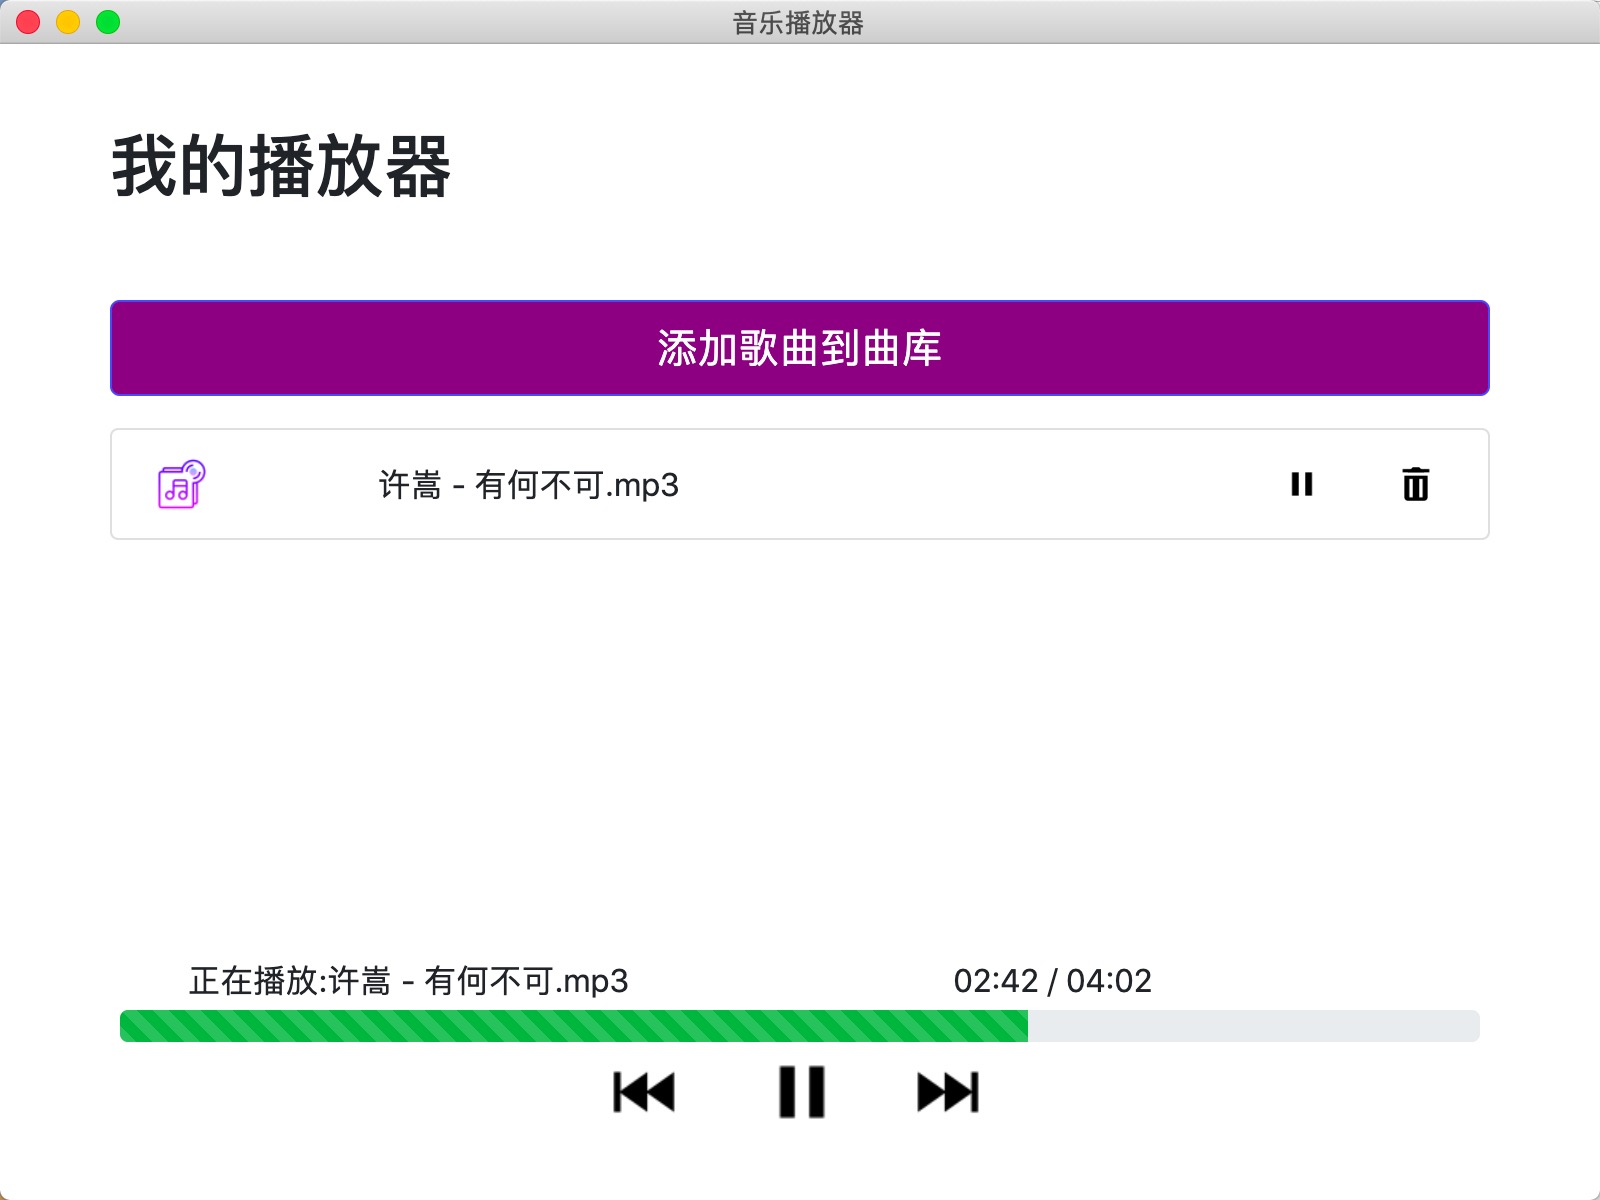 音乐播放器
我的播放器
添加歌曲到曲库
许嵩 - 有何不可.mp3
正在播放:许嵩 - 有何不可.mp3 02:42 / 04:02